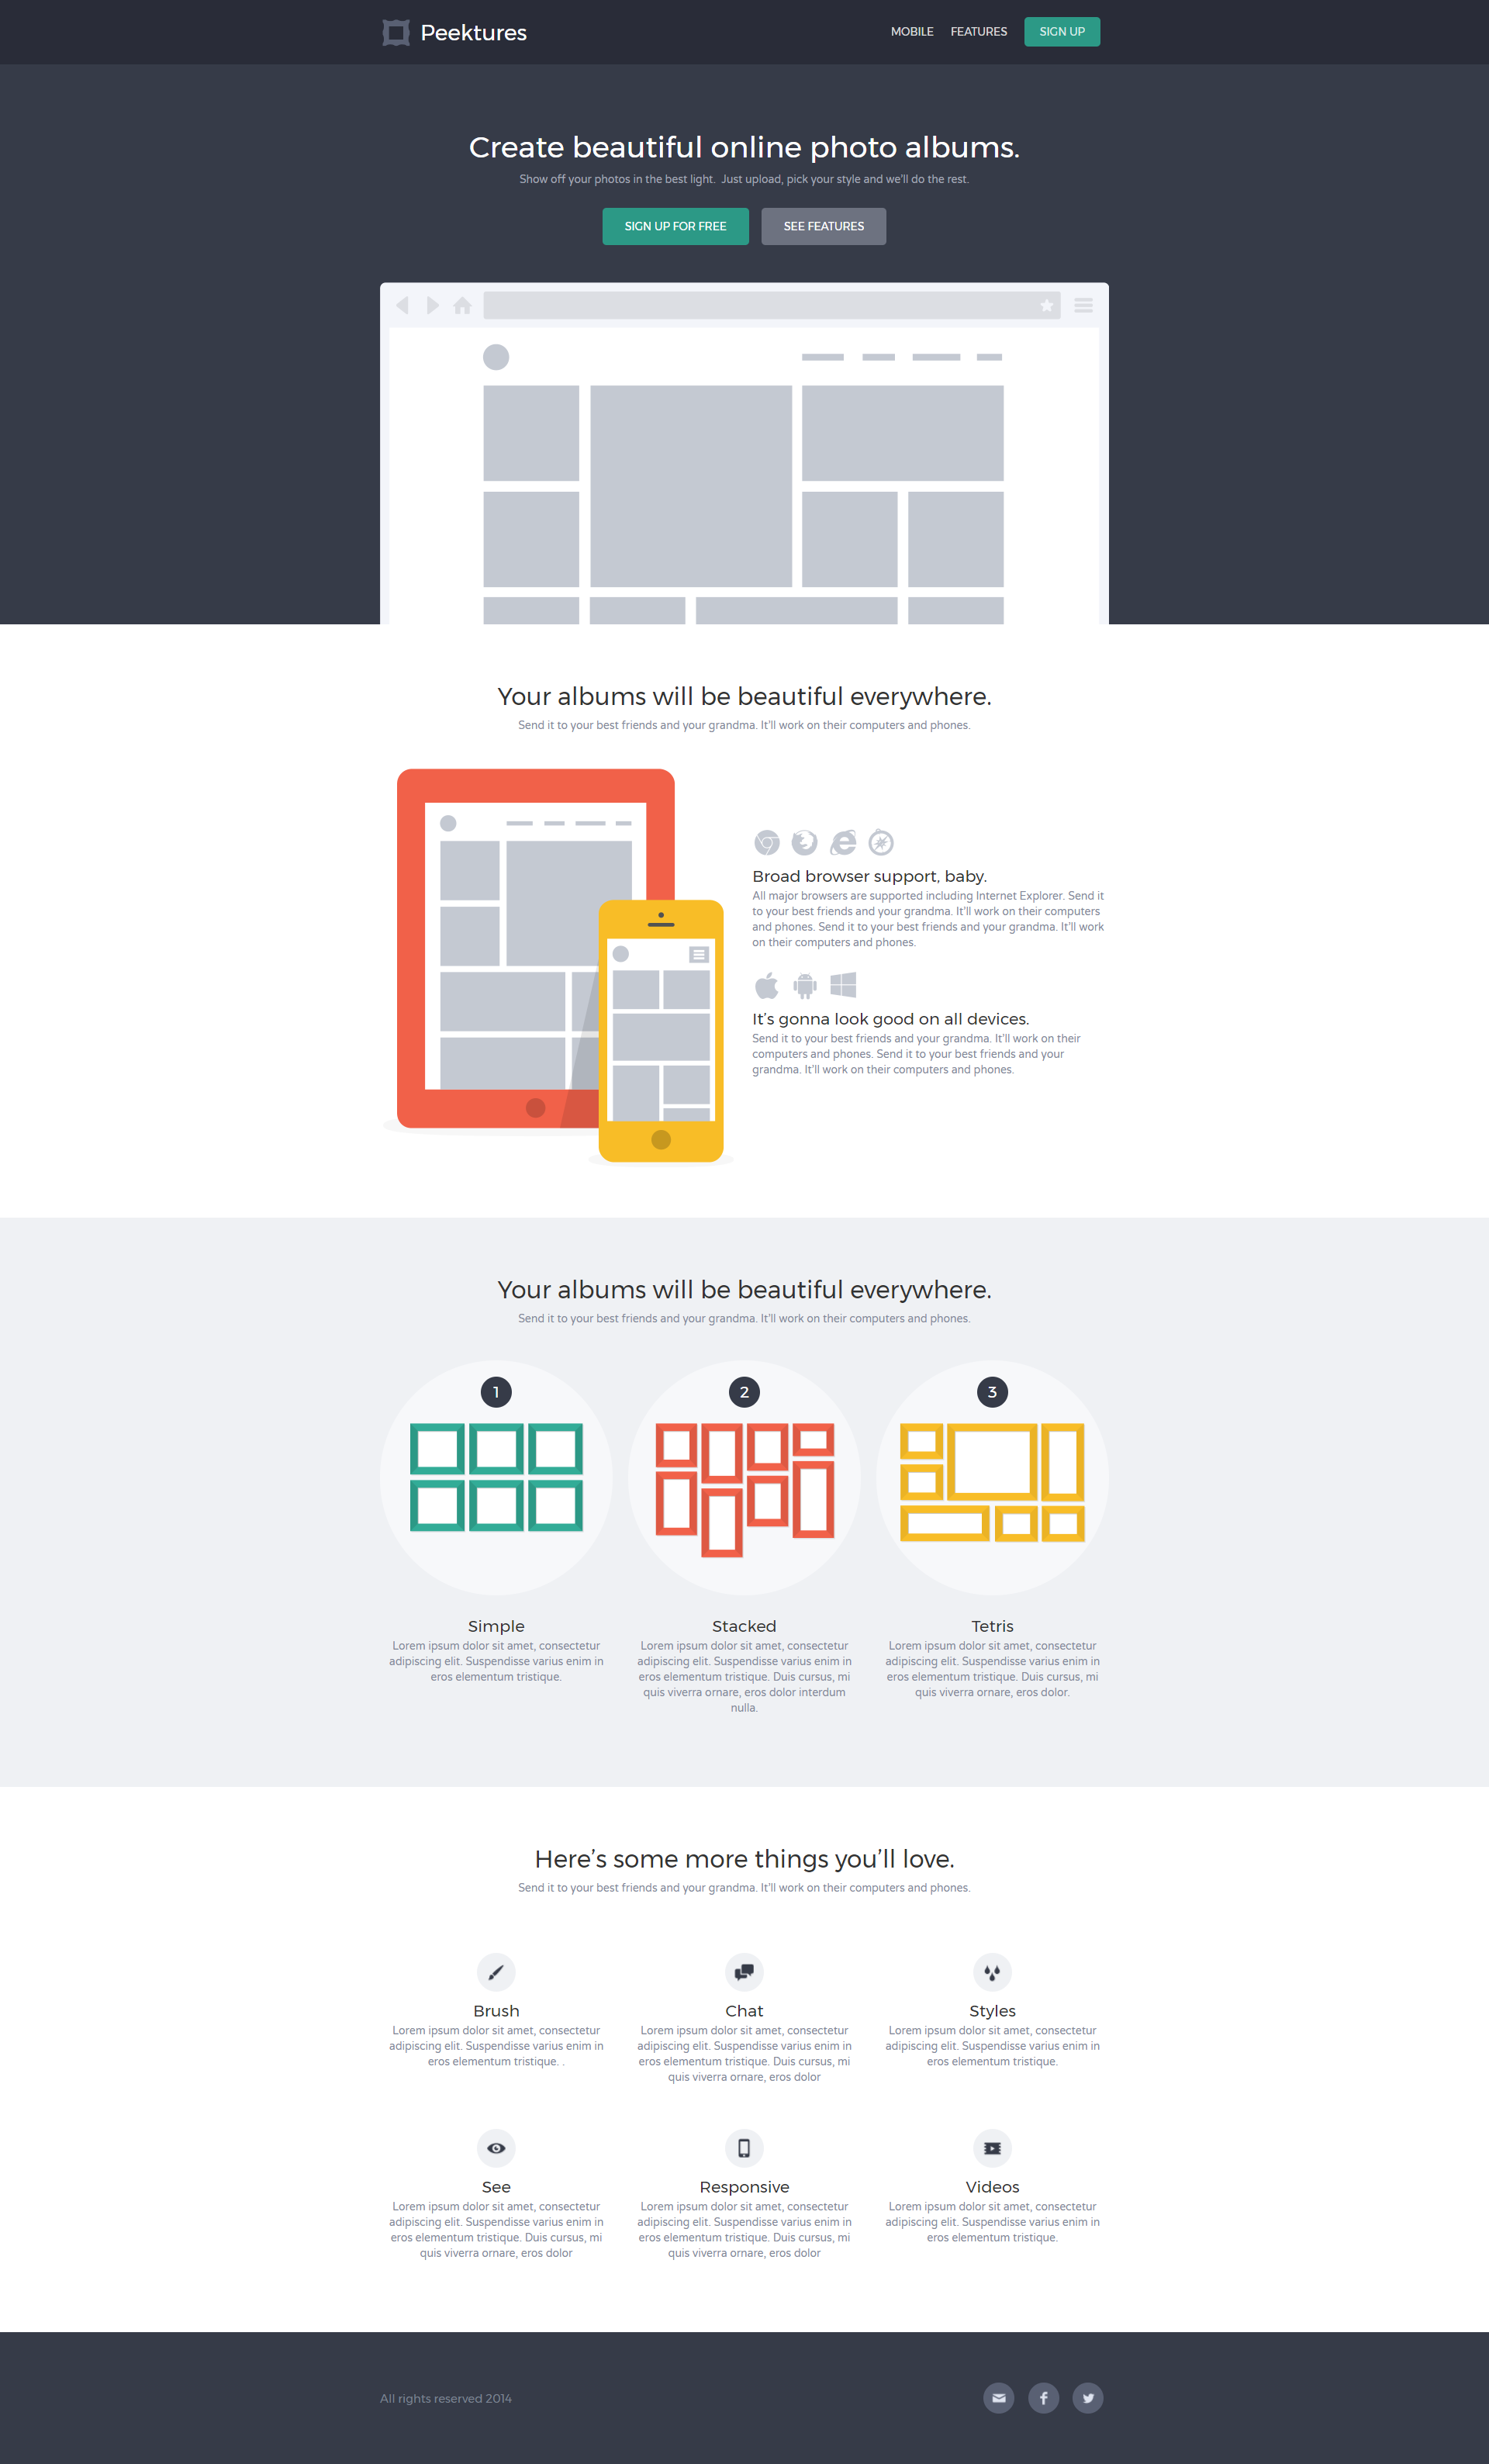 Peektures
MOBILE
FEATURES
SIGN UP
Create beautiful online photo albums.
Show off your photos in the best light.  Just upload, pick your style and we'll do the rest.
SIGN UP FOR FREE
SEE FEATURES
Your albums will be beautiful everywhere.
Send it to your best friends and your grandma. It'll work on their computers and phones.
Broad browser support, baby.
All major browsers are supported including Internet Explorer. Send it
to your best friends and your grandma. It'll work on their computers
and phones. Send it to your best friends and your grandma. It'll work
on their computers and phones.
It's gonna look good on all devices.
Send it to your best friends and your grandma. It'll work on their
computers and phones. Send it to your best friends and your
grandma. It'll work on their computers and phones.
Your albums will be beautiful everywhere.
Send it to your best friends and your grandma. It'll work on their computers and phones.
1
2
3
Simple
Lorem ipsum dolor sit amet, consectetur
adipiscing elit. Suspendisse varius enim in
eros elementum tristique.
Stacked
Lorem ipsum dolor sit amet, consectetur
adipiscing elit. Suspendisse varius enim in
eros elementum tristique. Duis cursus, mi
quis viverra ornare, eros dolor interdum
nulla.
Tetris
Lorem ipsum dolor sit amet, consectetur
adipiscing elit. Suspendisse varius enim in
eros elementum tristique. Duis cursus, mi
quis viverra ornare, eros dolor.
Here's some more things you'll love.
Send it to your best friends and your grandma. It'll work on their computers and phones.
Brush
Lorem ipsum dolor sit amet, consectetur
adipiscing elit. Suspendisse varius enim in
eros elementum tristique. .
Chat
Lorem ipsum dolor sit amet, consectetur
adipiscing elit. Suspendisse varius enim in
eros elementum tristique. Duis cursus, mi
quis viverra ornare, eros dolor
Styles
Lorem ipsum dolor sit amet, consectetur
adipiscing elit. Suspendisse varius enim in
eros elementum tristique.
See
Lorem ipsum dolor sit amet, consectetur
adipiscing elit. Suspendisse varius enim in
eros elementum tristique. Duis cursus, mi
quis viverra ornare, eros dolor
Responsive
Lorem ipsum dolor sit amet, consectetur
adipiscing elit. Suspendisse varius enim in
eros elementum tristique. Duis cursus, mi
quis viverra ornare, eros dolor
Videos
Lorem ipsum dolor sit amet, consectetur
adipiscing elit. Suspendisse varius enim in
eros elementum tristique.
All rights reserved 2014